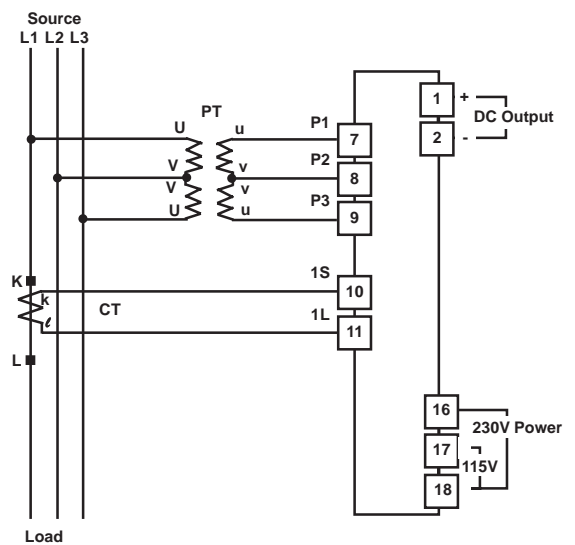 Source
L1 L2 L3
PT
U u P1 7
V v P2 8
V v
U u P3 9
1 +
DC Output
2 -
K
k
1S 10
CT
l
1L 11
L
16
230V Power
17
115V
18
Load